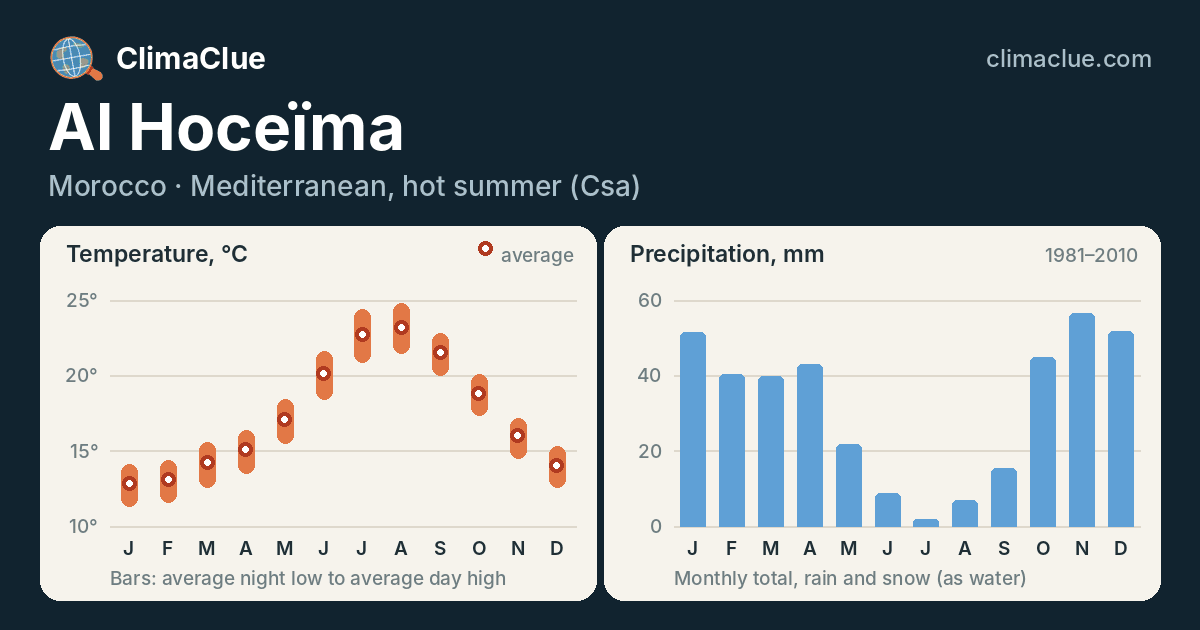 ClimaClue
climaclue.com
Al Hoceïma
Morocco · Mediterranean, hot summer (Csa)
Temperature, °C
average
25°
20°
15°
10°
J F M A M J J A S O N D
Bars: average night low to average day high
Precipitation, mm
1981–2010
60
40
20
0
J F M A M J J A S O N D
Monthly total, rain and snow (as water)